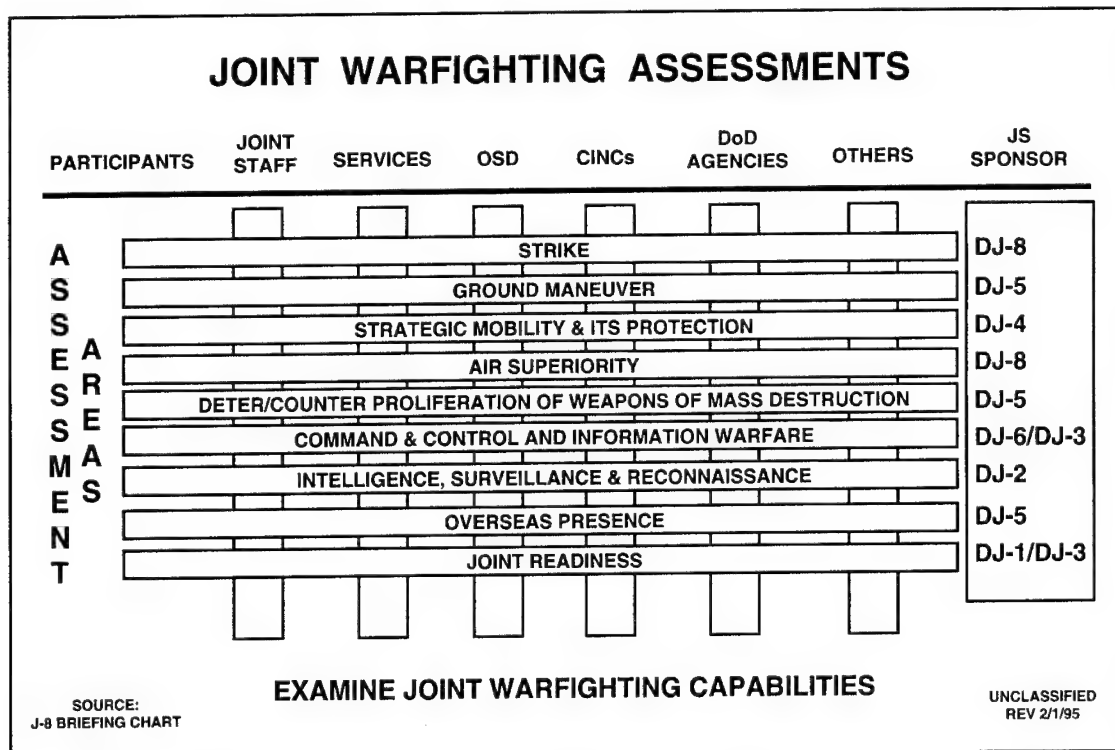 JOINT WARFIGHTING ASSESSMENTS
PARTICIPANTS
JOINT
STAFF
SERVICES
OSD
CINCs
DoD
AGENCIES
OTHERS
JS
SPONSOR
ASSESSMENT
AREAS
STRIKE
DJ-8
GROUND MANEUVER
DJ-5
STRATEGIC MOBILITY & ITS PROTECTION
DJ-4
AIR SUPERIORITY
DJ-8
DETER/COUNTER PROLIFERATION OF WEAPONS OF MASS DESTRUCTION
DJ-5
COMMAND & CONTROL AND INFORMATION WARFARE
DJ-6/DJ-3
INTELLIGENCE, SURVEILLANCE & RECONNAISSANCE
DJ-2
OVERSEAS PRESENCE
DJ-5
JOINT READINESS
DJ-1/DJ-3
EXAMINE JOINT WARFIGHTING CAPABILITIES
SOURCE:
J-8 BRIEFING CHART
UNCLASSIFIED
REV 2/1/95